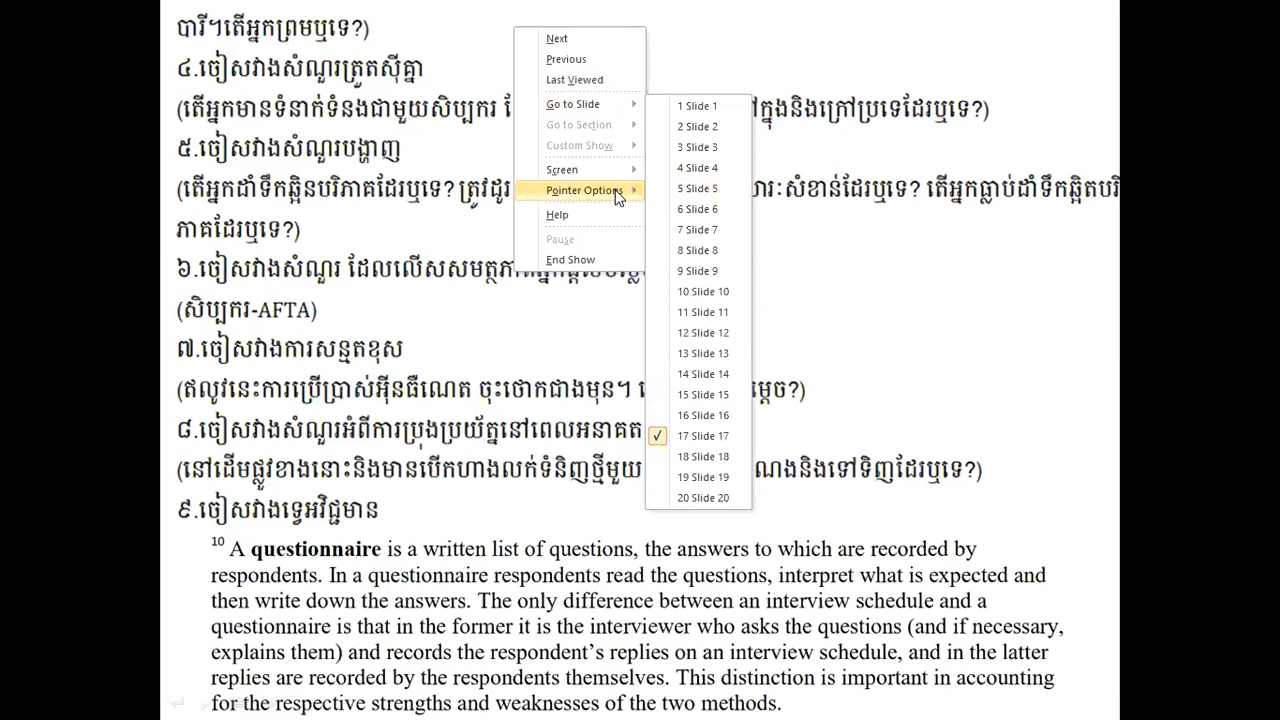 បារី។តើអ្នកព្រមឬទេ?)
៤.ចៀសវាងសំណួរត្រួតស៊ីគ្នា
(តើអ្នកមានទំនាក់ទំនងជាមួយសិប្បករ នៅក្នុងនិងក្រៅប្រទេដែរឬទេ?)
៥.ចៀសវាងសំណួរបង្ហាញ
(តើអ្នកដាំទឹកឆ្អិនបរិភាគដែរឬទេ? ត្រូវដូរ សំខាន់ដែរឬទេ? តើអ្នកធ្លាប់ដាំទឹកឆ្អិតបរិ
ភាគដែរឬទេ?)
៦.ចៀសវាងសំណួរ ដែលលើសសមត្ថភាព
(សិប្បករ-AFTA)
៧.ចៀសវាងការសន្មតខុស
(ឥលូវនេះការប្រើប្រាស់អ៊ីនធឺណេត ចុះថោកជាងមុន។ ម្តេច?)
៨.ចៀសវាងសំណួរអំពីការប្រុងប្រយ័ត្ននៅពេលអនាគត
(នៅដើមផ្លូវខាងនោះនិងមានបើកហាងលក់ទំនិញថ្មីមួយ និងទៅទិញដែរឬទេ?)
៩.ចៀសវាងទ្វេអវិជ្ជមាន
10 A questionnaire is a written list of questions, the answers to which are recorded by
respondents. In a questionnaire respondents read the questions, interpret what is expected and
then write down the answers. The only difference between an interview schedule and a
questionnaire is that in the former it is the interviewer who asks the questions (and if necessary,
explains them) and records the respondent's replies on an interview schedule, and in the latter
replies are recorded by the respondents themselves. This distinction is important in accounting
for the respective strengths and weaknesses of the two methods.
Next
Previous
Last Viewed
Go to Slide
Go to Section
Custom Show
Screen
Pointer Options
Help
Pause
End Show
1 Slide 1
2 Slide 2
3 Slide 3
4 Slide 4
5 Slide 5
6 Slide 6
7 Slide 7
8 Slide 8
9 Slide 9
10 Slide 10
11 Slide 11
12 Slide 12
13 Slide 13
14 Slide 14
15 Slide 15
16 Slide 16
17 Slide 17
18 Slide 18
19 Slide 19
20 Slide 20